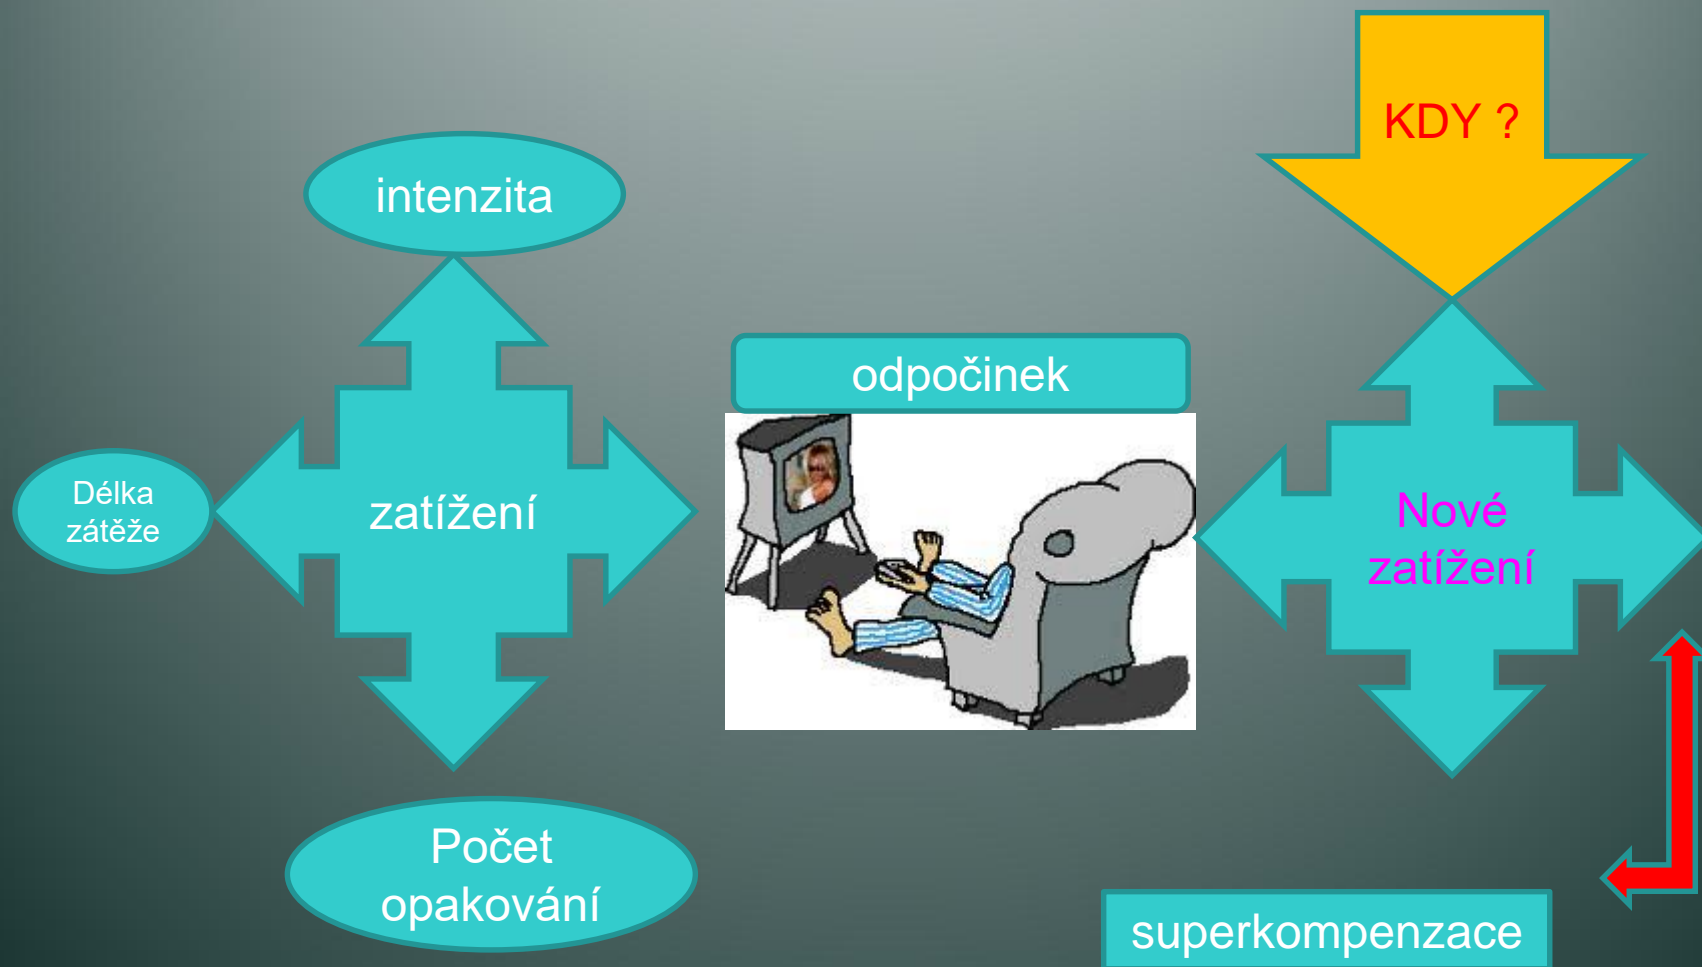 KDY ?
intenzita
odpočinek
Délka
zátěže
zatížení
Nové
zatížení
Počet
opakování
superkompenzace